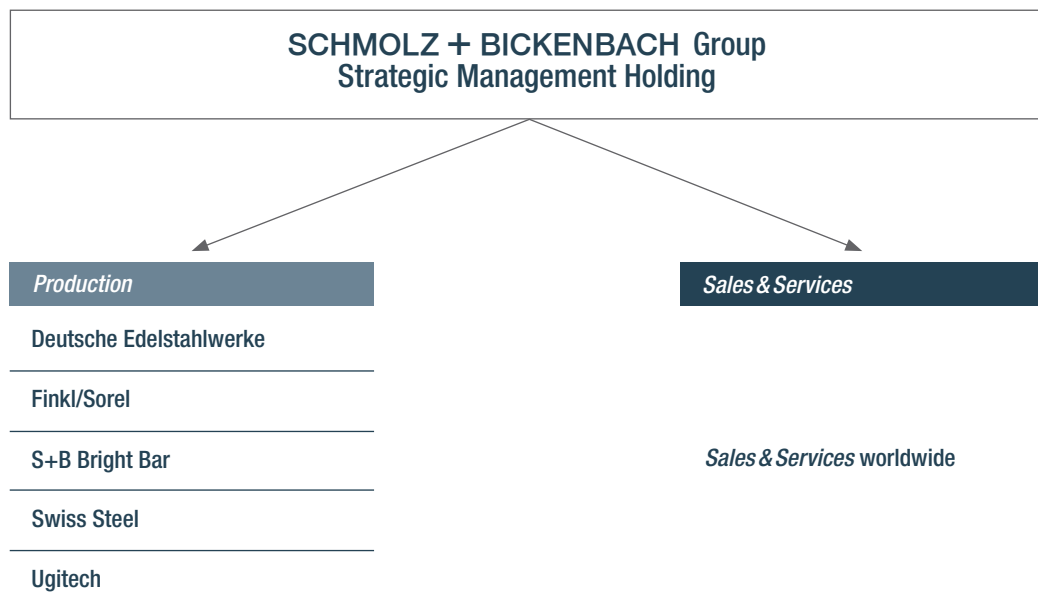 SCHMOLZ + BICKENBACH Group
Strategic Management Holding
Production
Deutsche Edelstahlwerke
Finkl/Sorel
S+B Bright Bar
Swiss Steel
Ugitech
Sales & Services
Sales & Services worldwide